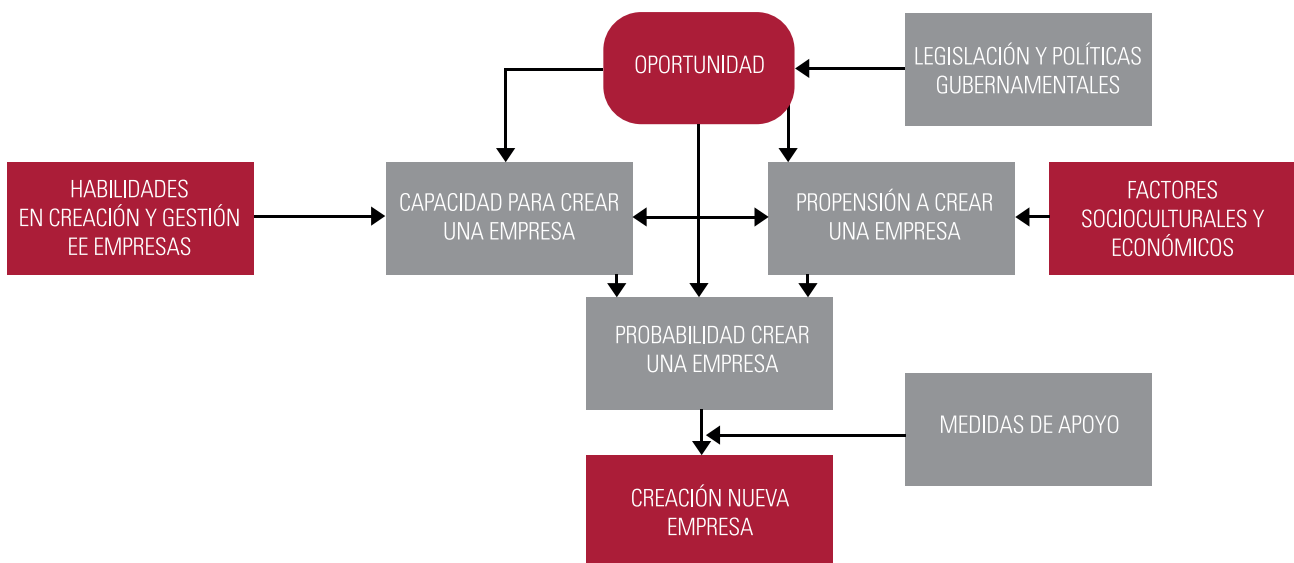 OPORTUNIDAD
LEGISLACIÓN Y POLÍTICAS
GUBERNAMENTALES
HABILIDADES
EN CREACIÓN Y GESTIÓN
EE EMPRESAS
CAPACIDAD PARA CREAR
UNA EMPRESA
PROPENSIÓN A CREAR
UNA EMPRESA
FACTORES
SOCIOCULTURALES Y
ECONÓMICOS
PROBABILIDAD CREAR
UNA EMPRESA
MEDIDAS DE APOYO
CREACIÓN NUEVA
EMPRESA